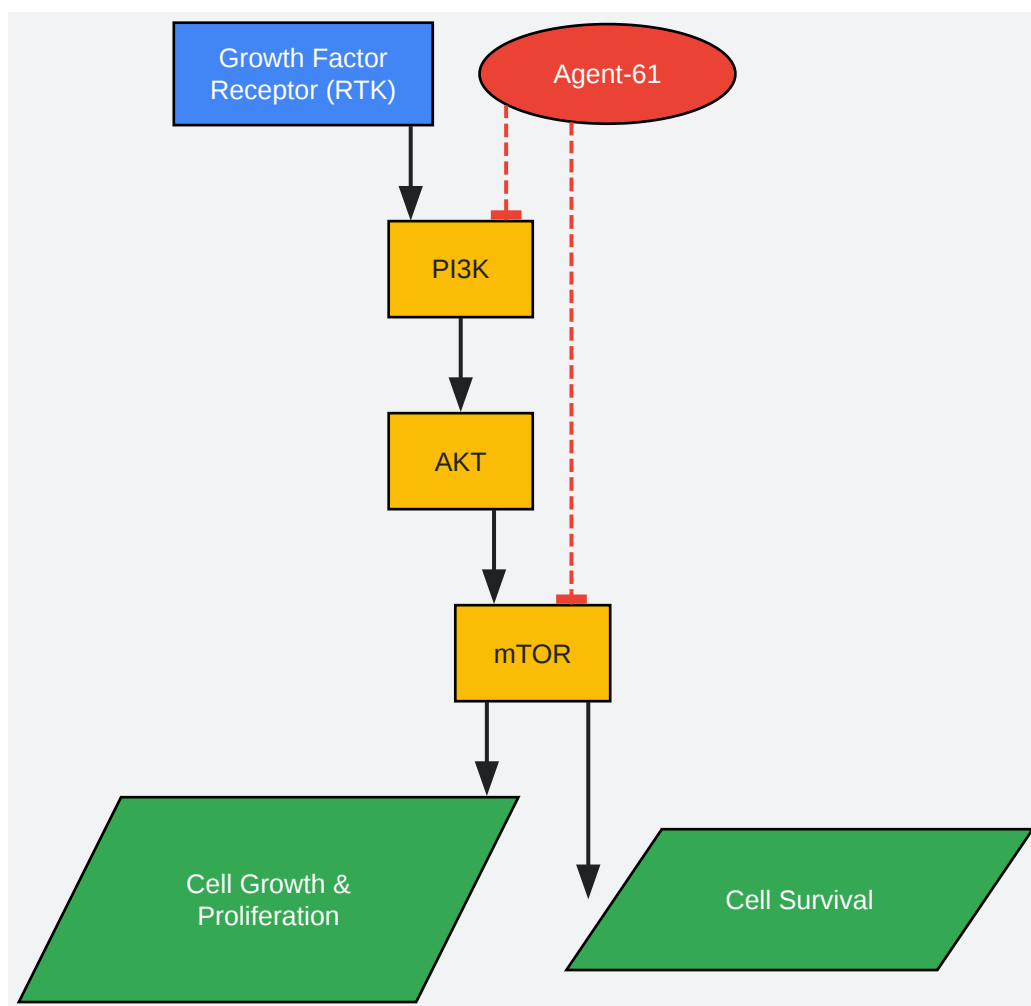 Growth Factor
Receptor (RTK)
Agent-61
PI3K
AKT
mTOR
Cell Growth &
Proliferation
Cell Survival